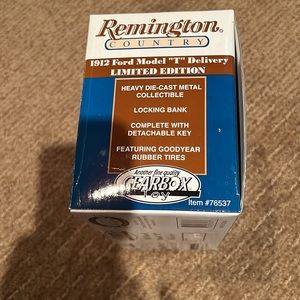 Remington®
COUNTRY
1912 Ford Model "T" Delivery
LIMITED EDITION
HEAVY DIE-CAST METAL
COLLECTIBLE
LOCKING BANK
COMPLETE WITH
DETACHABLE KEY
FEATURING GOODYEAR
RUBBER TIRES
Another fine quality
GEARBOX
Toy
Item #76537